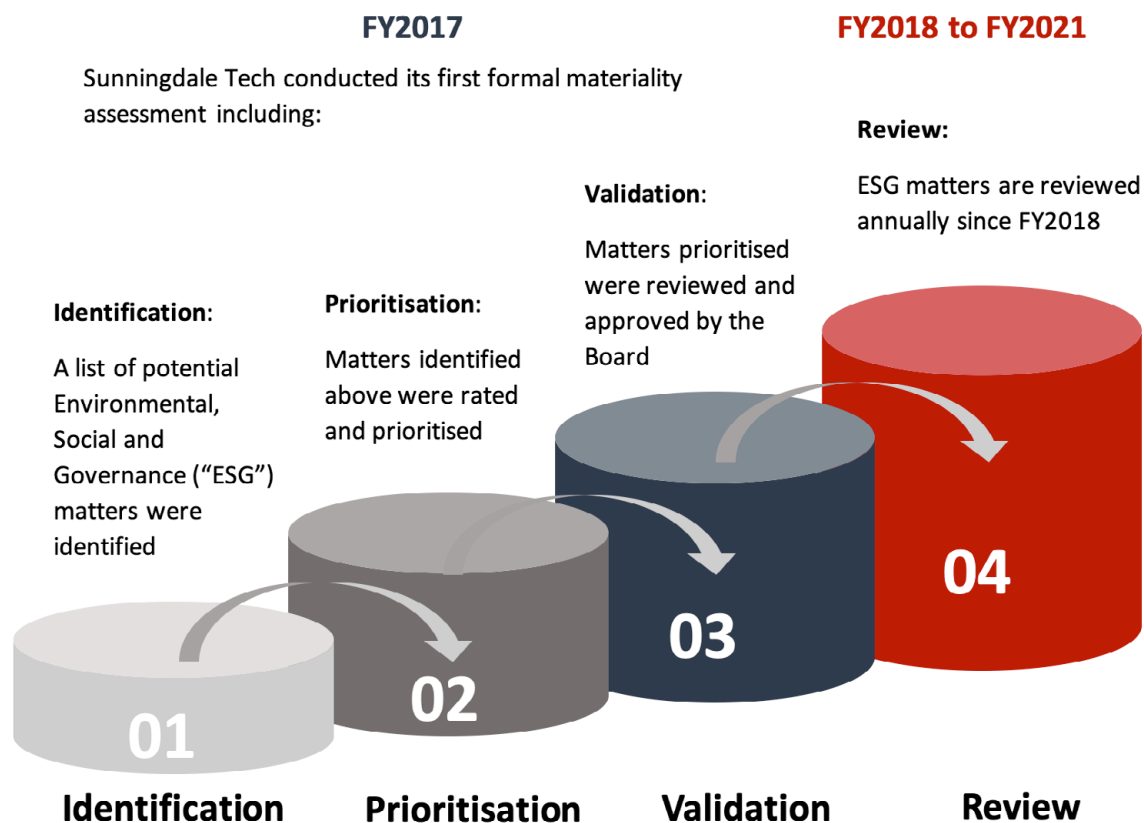 FY2017
Sunningdale Tech conducted its first formal materiality
assessment including:
FY2018 to FY2021
Identification:
A list of potential
Environmental,
Social and
Governance (“ESG”)
matters were
identified
Prioritisation:
Matters identified
above were rated
and prioritised
Validation:
Matters prioritised
were reviewed and
approved by the
Board
Review:
ESG matters are reviewed
annually since FY2018
01
02
03
04
Identification
Prioritisation
Validation
Review